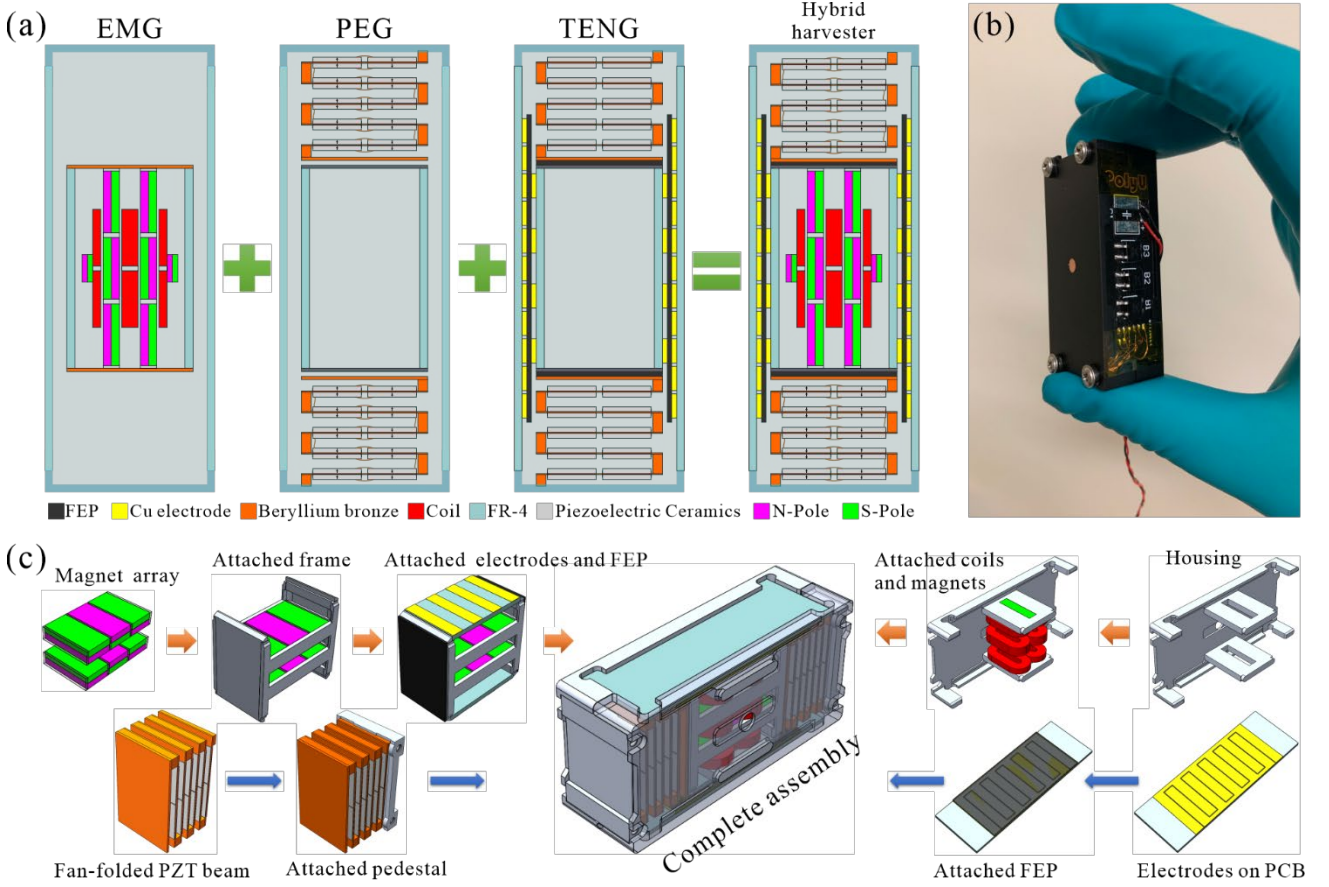 (a)
EMG
PEG
TENG
Hybrid
harvester
FEP
Cu electrode
Beryllium bronze
Coil
FR-4
Piezoelectric Ceramics
N-Pole
S-Pole
(b)
PolyU
B3
B2
B1
(c)
Magnet array
Attached frame
Attached electrodes and FEP
Attached coils
and magnets
Housing
Complete assembly
Fan-folded PZT beam
Attached pedestal
Attached FEP
Electrodes on PCB